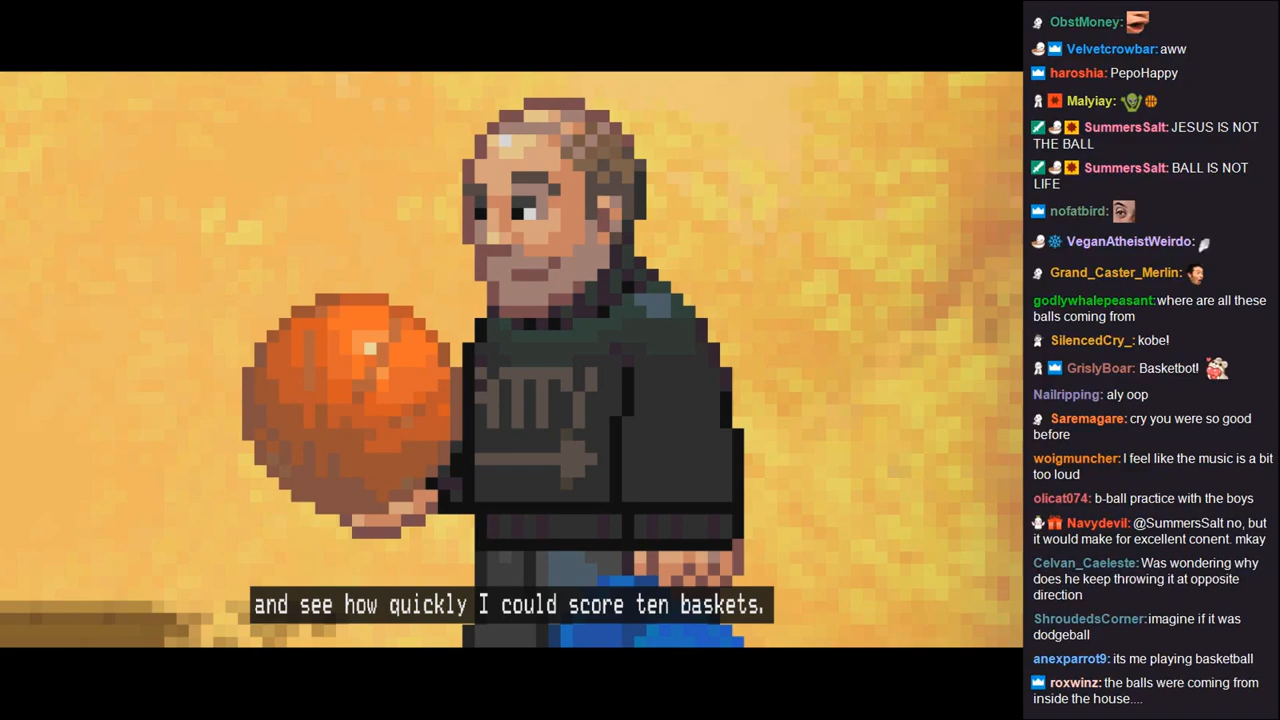 and see how quickly I could score ten baskets.
ObstMoney:
Velvetcrowbar: aww
haroshia: PepoHappy
Malyiay:
SummersSalt: JESUS IS NOT
THE BALL
SummersSalt: BALL IS NOT
LIFE
nofatbird:
VeganAtheistWeirdo:
Grand_Caster_Merlin:
godlywhalepeasant: where are all these
balls coming from
SilencedCry_: kobe!
GrislyBoar: Basketbot!
Nailripping: aly oop
Saremagare: cry you were so good
before
woigmuncher: I feel like the music is a bit
too loud
olicat074: b-ball practice with the boys
Navydevil: @SummersSalt no, but
it would make for excellent conent. mkay
Celvan_Caeleste: Was wondering why
does he keep throwing it at opposite
direction
ShroudedsCorner: imagine if it was
dodgeball
anexparrot9: its me playing basketball
roxwinz: the balls were coming from
inside the house....